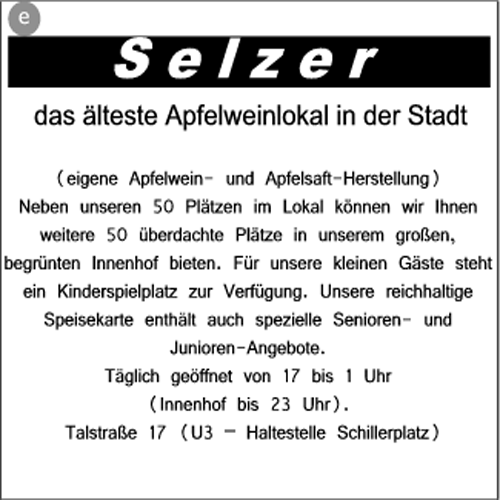 e
Selzer
das älteste Apfelweinlokal in der Stadt
(eigene Apfelwein- und Apfelsaft-Herstellung)
Neben unseren 50 Plätzen im Lokal können wir Ihnen
weitere 50 überdachte Plätze in unserem großen,
begrünten Innenhof bieten. Für unsere kleinen Gäste steht
ein Kinderspielplatz zur Verfügung. Unsere reichhaltige
Speisekarte enthält auch spezielle Senioren- und
Junioren-Angebote.
Täglich geöffnet von 17 bis 1 Uhr
(Innenhof bis 23 Uhr).
Talstraße 17 (U3 – Haltestelle Schillerplatz)